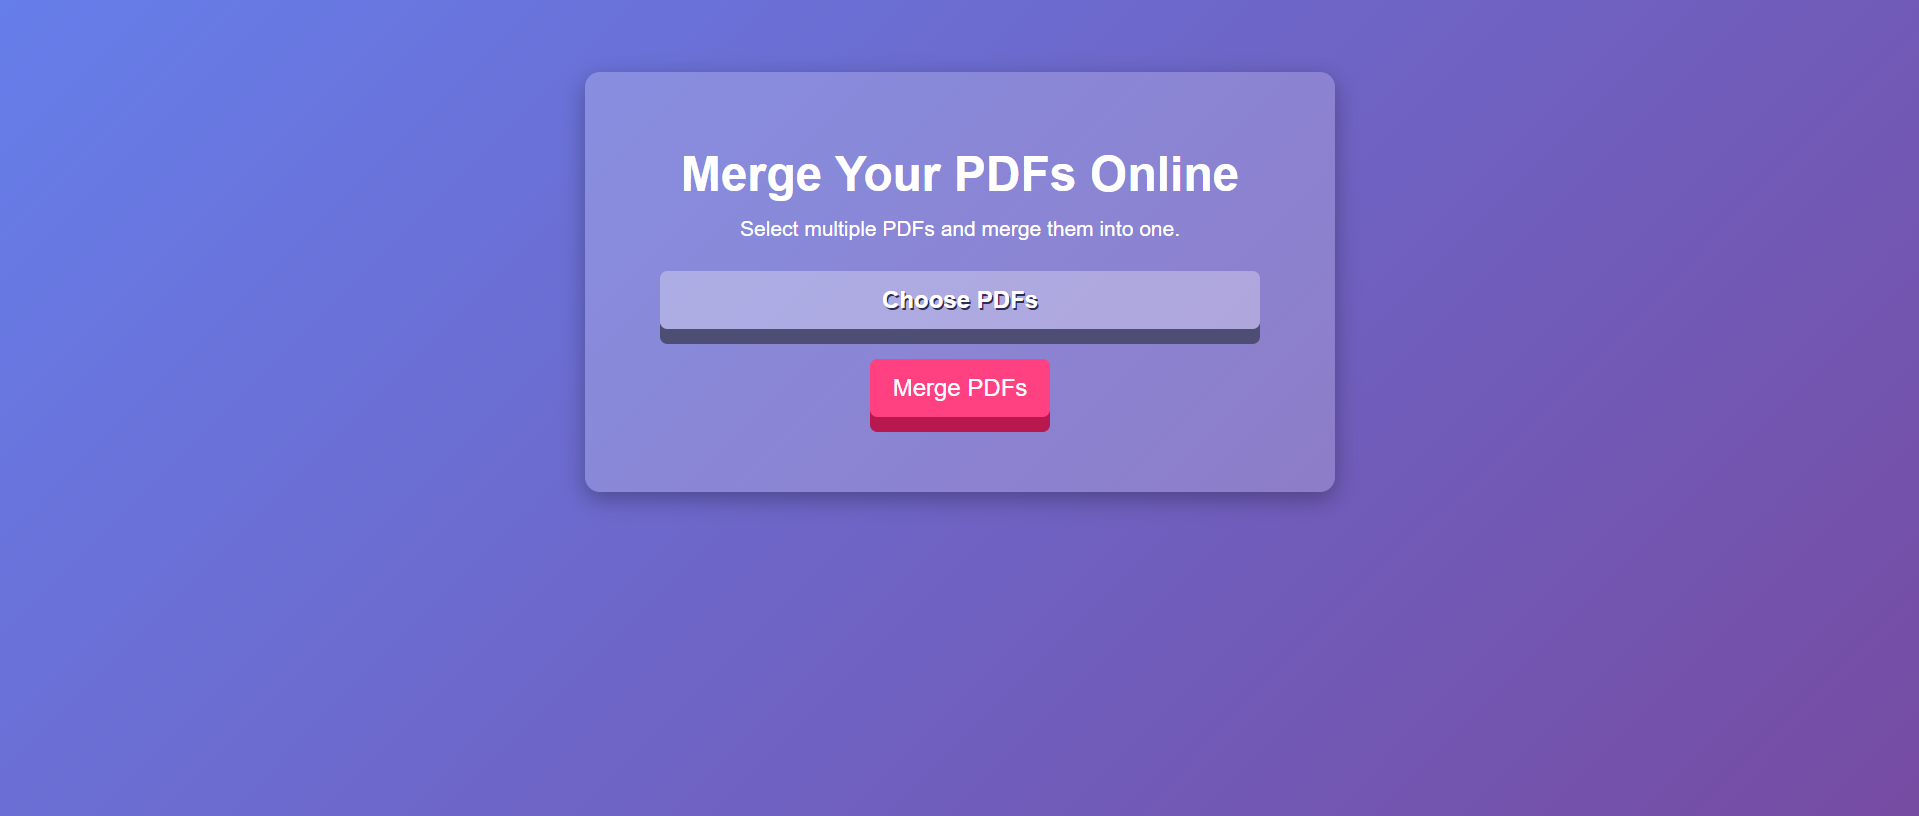 Merge Your PDFs Online
Select multiple PDFs and merge them into one.
Choose PDFs
Merge PDFs